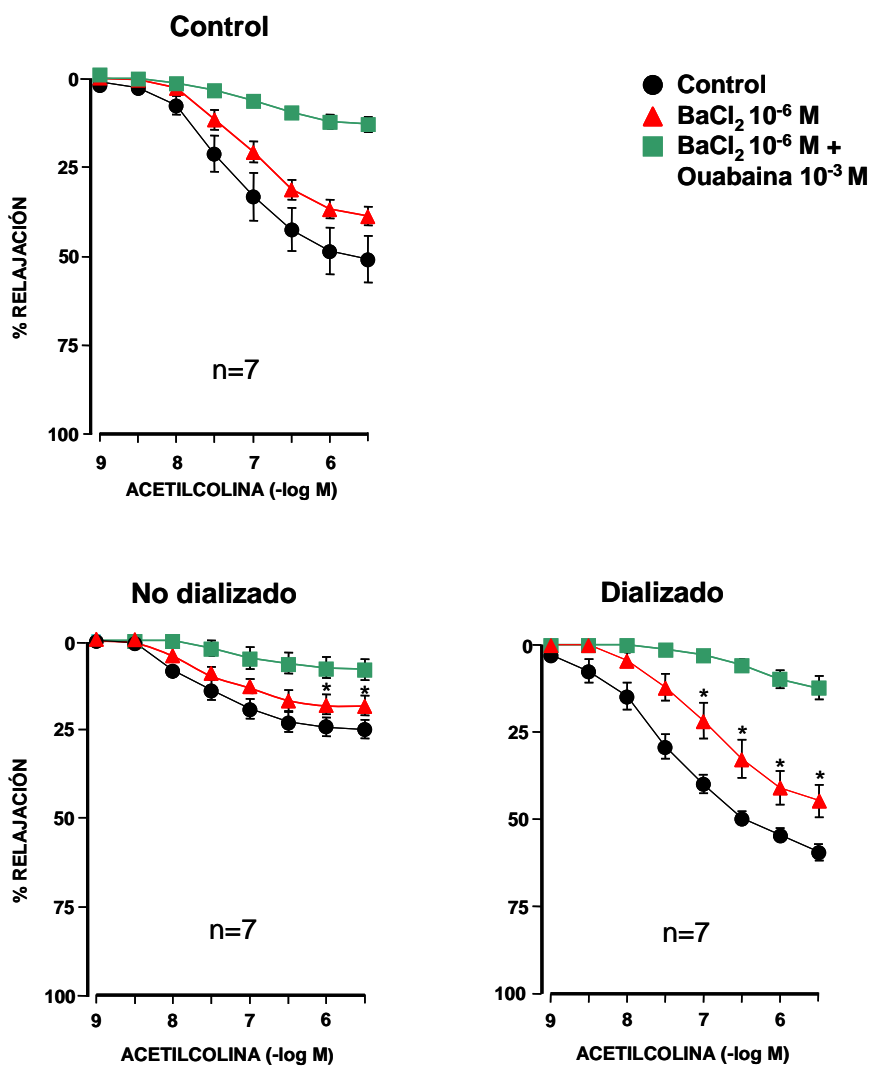 Control
Control
BaCl₂ 10⁻⁶ M
BaCl₂ 10⁻⁶ M +
Ouabaina 10⁻³ M
0
25
50
75
100
% RELAJACIÓN
n=7
9 8 7 6
ACETILCOLINA (-log M)
No dializado
0
25
50
75
100
% RELAJACIÓN
* *
n=7
9 8 7 6
ACETILCOLINA (-log M)
Dializado
0
25
50
75
100
* * * *
n=7
9 8 7 6
ACETILCOLINA (-log M)